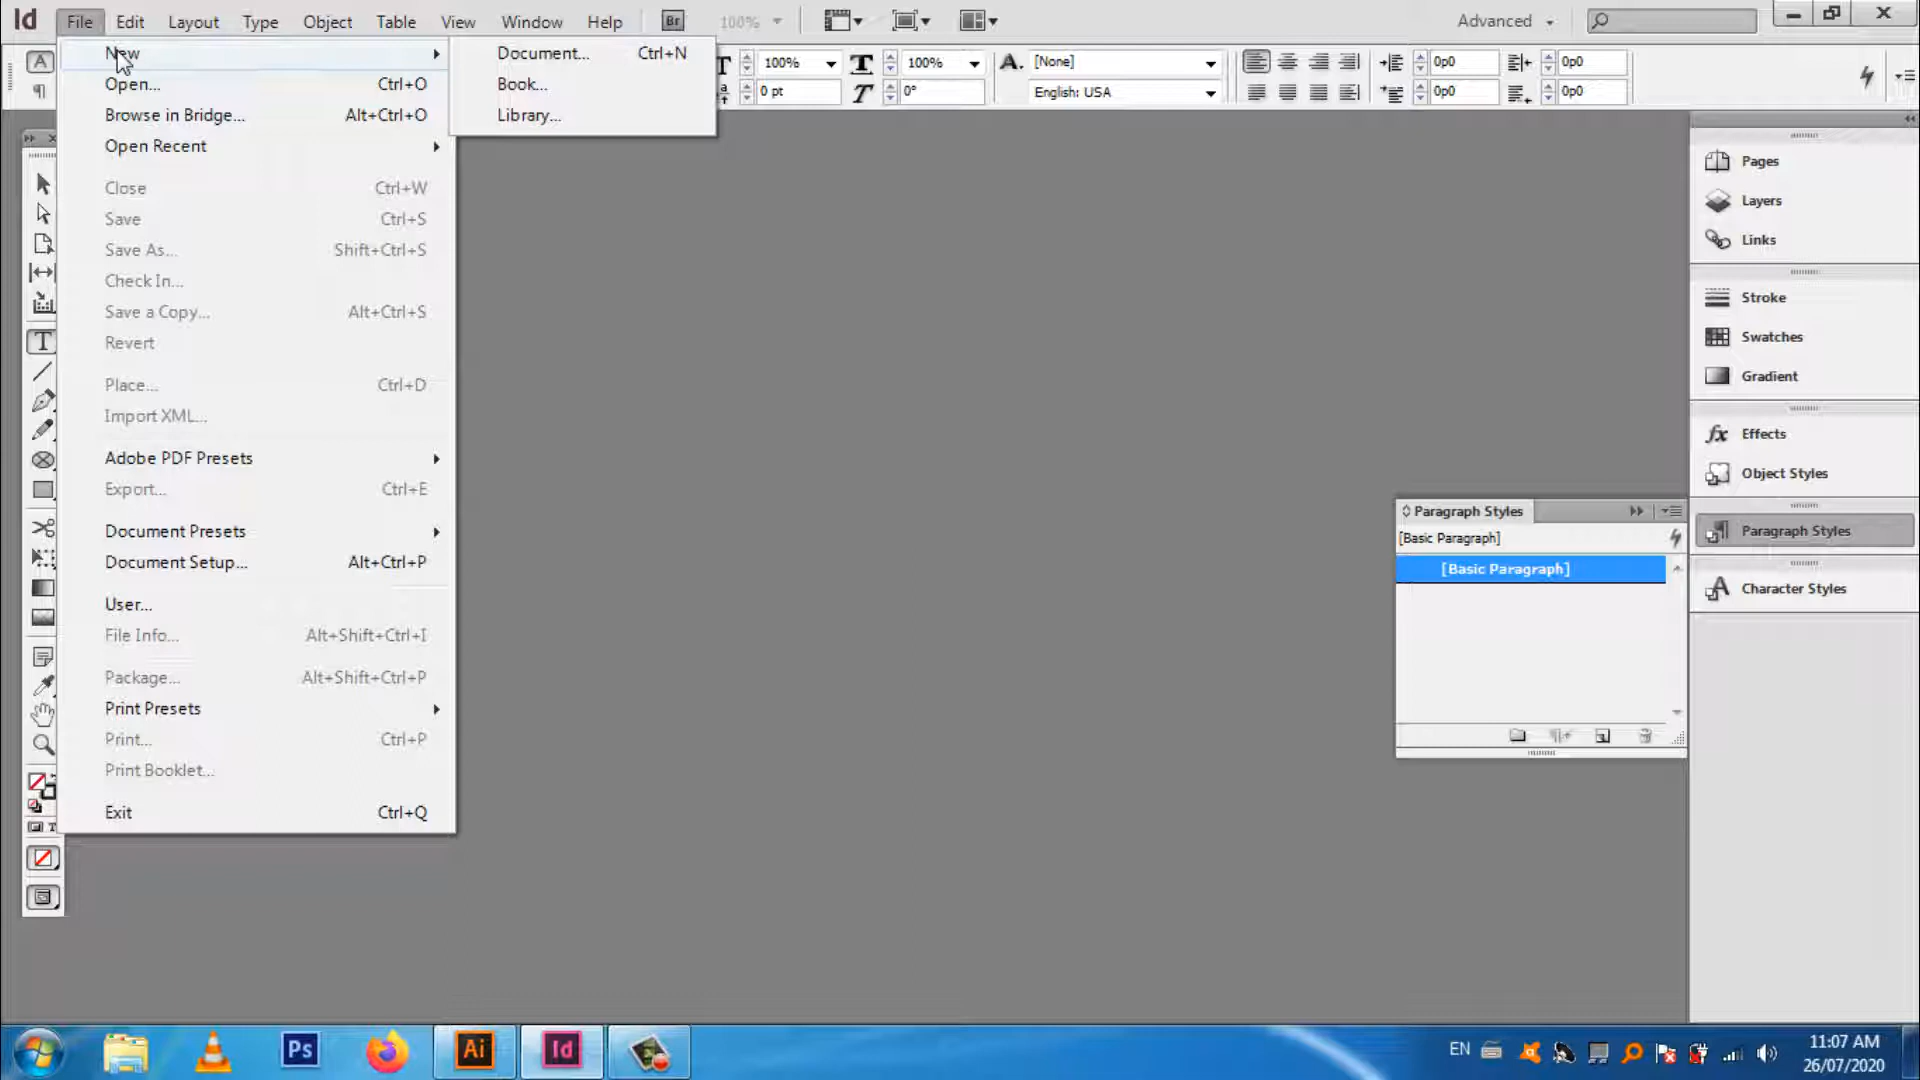 Id File Edit Layout Type Object Table View Window Help Br 100% Advanced
A T 100% T 100% A. [None] 0p0 0p0
¶ 0 pt T 0° English: USA 0p0 0p0
New
Open... Ctrl+O
Browse in Bridge... Alt+Ctrl+O
Open Recent
Close Ctrl+W
Save Ctrl+S
Save As... Shift+Ctrl+S
Check In...
Save a Copy... Alt+Ctrl+S
Revert
Place... Ctrl+D
Import XML...
Adobe PDF Presets
Export... Ctrl+E
Document Presets
Document Setup... Alt+Ctrl+P
User...
File Info... Alt+Shift+Ctrl+I
Package... Alt+Shift+Ctrl+P
Print Presets
Print... Ctrl+P
Print Booklet...
Exit Ctrl+Q
Document... Ctrl+N
Book...
Library...
T
Paragraph Styles
[Basic Paragraph]
[Basic Paragraph]
Pages
Layers
Links
Stroke
Swatches
Gradient
fx Effects
Object Styles
Paragraph Styles
Character Styles
Ps Ai Id EN 11:07 AM
26/07/2020